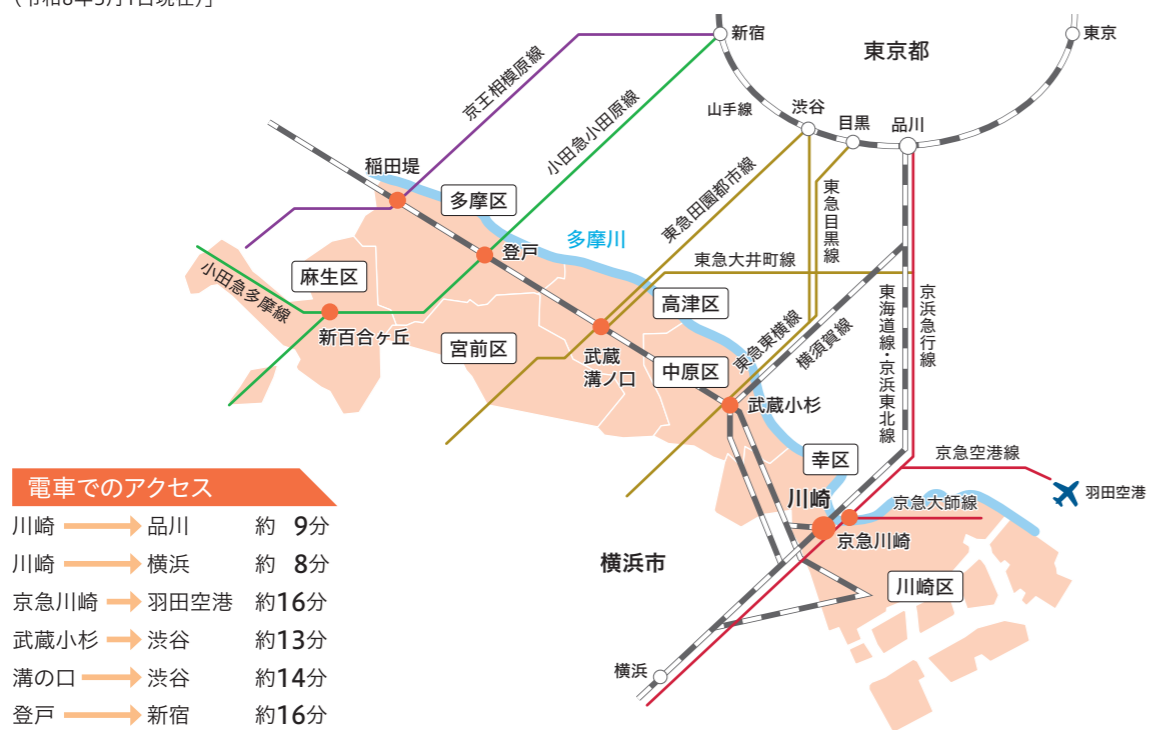 (令和6年5月1日現在)」
新宿
東京都
東京
京王相模原線
小田急小田原線
山手線
渋谷
目黒
品川
稲田堤
多摩区
東急田園都市線
東急目黒線
多摩川
登戸
東急大井町線
麻生区
小田急多摩線
高津区
東海道線・京浜東北線
京浜急行線
新百合ヶ丘
宮前区
武蔵
溝ノ口
東急東横線
横須賀線
中原区
武蔵小杉
幸区
京急空港線
羽田空港
川崎
京急大師線
京急川崎
横浜市
川崎区
横浜
電車でのアクセス
川崎 → 品川 約 9分
川崎 → 横浜 約 8分
京急川崎 → 羽田空港 約16分
武蔵小杉 → 渋谷 約13分
溝の口 → 渋谷 約14分
登戸 → 新宿 約16分